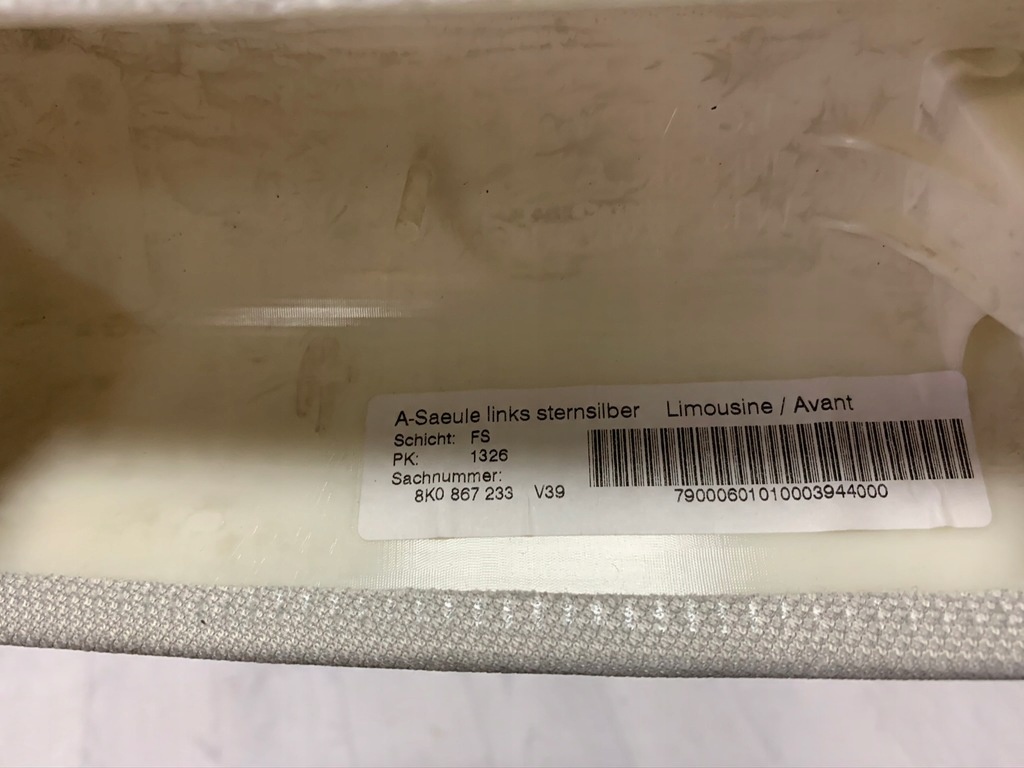 A-Saeule links sternsilber Limousine / Avant
Schicht: FS
PK: 1326
Sachnummer:
8K0 867 233 V39
79000601010003944000